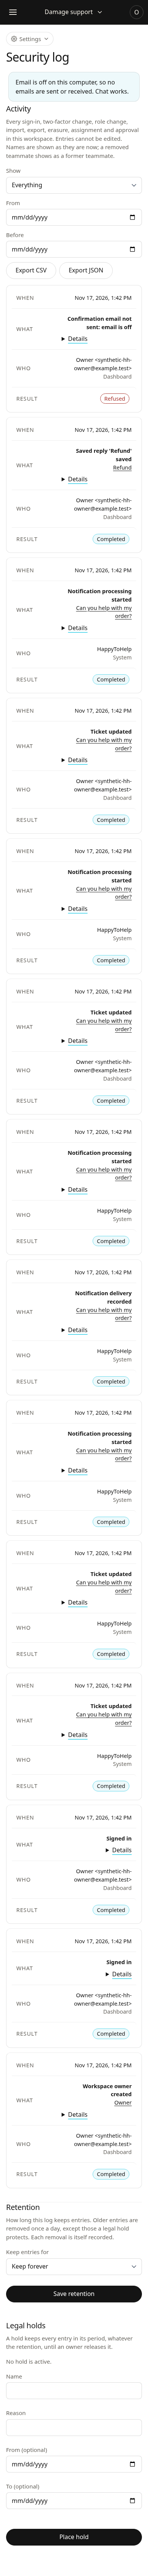 Damage support
O
Settings
Security log
Email is off on this computer, so no
emails are sent or received. Chat works.
Activity
Every sign-in, two-factor change, role change,
import, export, erasure, assignment and approval
in this workspace. Entries cannot be edited.
Names are as shown they are now; a removed
teammate shows as a former teammate.
Show
Everything
From
mm/dd/yyyy
Before
mm/dd/yyyy
Export CSV
Export JSON
WHEN
Nov 17, 2026, 1:42 PM
WHAT
Confirmation email not
sent: email is off
Details
WHO
Owner <synthetic-hh-
owner@example.test>
Dashboard
RESULT
Refused
WHEN
Nov 17, 2026, 1:42 PM
WHAT
Saved reply 'Refund'
saved
Refund
Details
WHO
Owner <synthetic-hh-
owner@example.test>
Dashboard
RESULT
Completed
WHEN
Nov 17, 2026, 1:42 PM
WHAT
Notification processing
started
Can you help with my
order?
Details
WHO
HappyToHelp
System
RESULT
Completed
WHEN
Nov 17, 2026, 1:42 PM
WHAT
Ticket updated
Can you help with my
order?
Details
WHO
Owner <synthetic-hh-
owner@example.test>
Dashboard
RESULT
Completed
WHEN
Nov 17, 2026, 1:42 PM
WHAT
Notification processing
started
Can you help with my
order?
Details
WHO
HappyToHelp
System
RESULT
Completed
WHEN
Nov 17, 2026, 1:42 PM
WHAT
Ticket updated
Can you help with my
order?
Details
WHO
Owner <synthetic-hh-
owner@example.test>
Dashboard
RESULT
Completed
WHEN
Nov 17, 2026, 1:42 PM
WHAT
Notification processing
started
Can you help with my
order?
Details
WHO
HappyToHelp
System
RESULT
Completed
WHEN
Nov 17, 2026, 1:42 PM
WHAT
Notification delivery
recorded
Can you help with my
order?
Details
WHO
HappyToHelp
System
RESULT
Completed
WHEN
Nov 17, 2026, 1:42 PM
WHAT
Notification processing
started
Can you help with my
order?
Details
WHO
HappyToHelp
System
RESULT
Completed
WHEN
Nov 17, 2026, 1:42 PM
WHAT
Ticket updated
Can you help with my
order?
Details
WHO
HappyToHelp
System
RESULT
Completed
WHEN
Nov 17, 2026, 1:42 PM
WHAT
Ticket updated
Can you help with my
order?
Details
WHO
HappyToHelp
System
RESULT
Completed
WHEN
Nov 17, 2026, 1:42 PM
WHAT
Signed in
Details
WHO
Owner <synthetic-hh-
owner@example.test>
Dashboard
RESULT
Completed
WHEN
Nov 17, 2026, 1:42 PM
WHAT
Signed in
Details
WHO
Owner <synthetic-hh-
owner@example.test>
Dashboard
RESULT
Completed
WHEN
Nov 17, 2026, 1:42 PM
WHAT
Workspace owner
created
Owner
Details
WHO
Owner <synthetic-hh-
owner@example.test>
Dashboard
RESULT
Completed
Retention
How long this log keeps entries. Older entries are
removed once a day, except those a legal hold
protects. Each removal is itself recorded.
Keep entries for
Keep forever
Save retention
Legal holds
A hold keeps every entry in its period, whatever
the retention, until an owner releases it.
No hold is active.
Name
Reason
From (optional)
mm/dd/yyyy
To (optional)
mm/dd/yyyy
Place hold